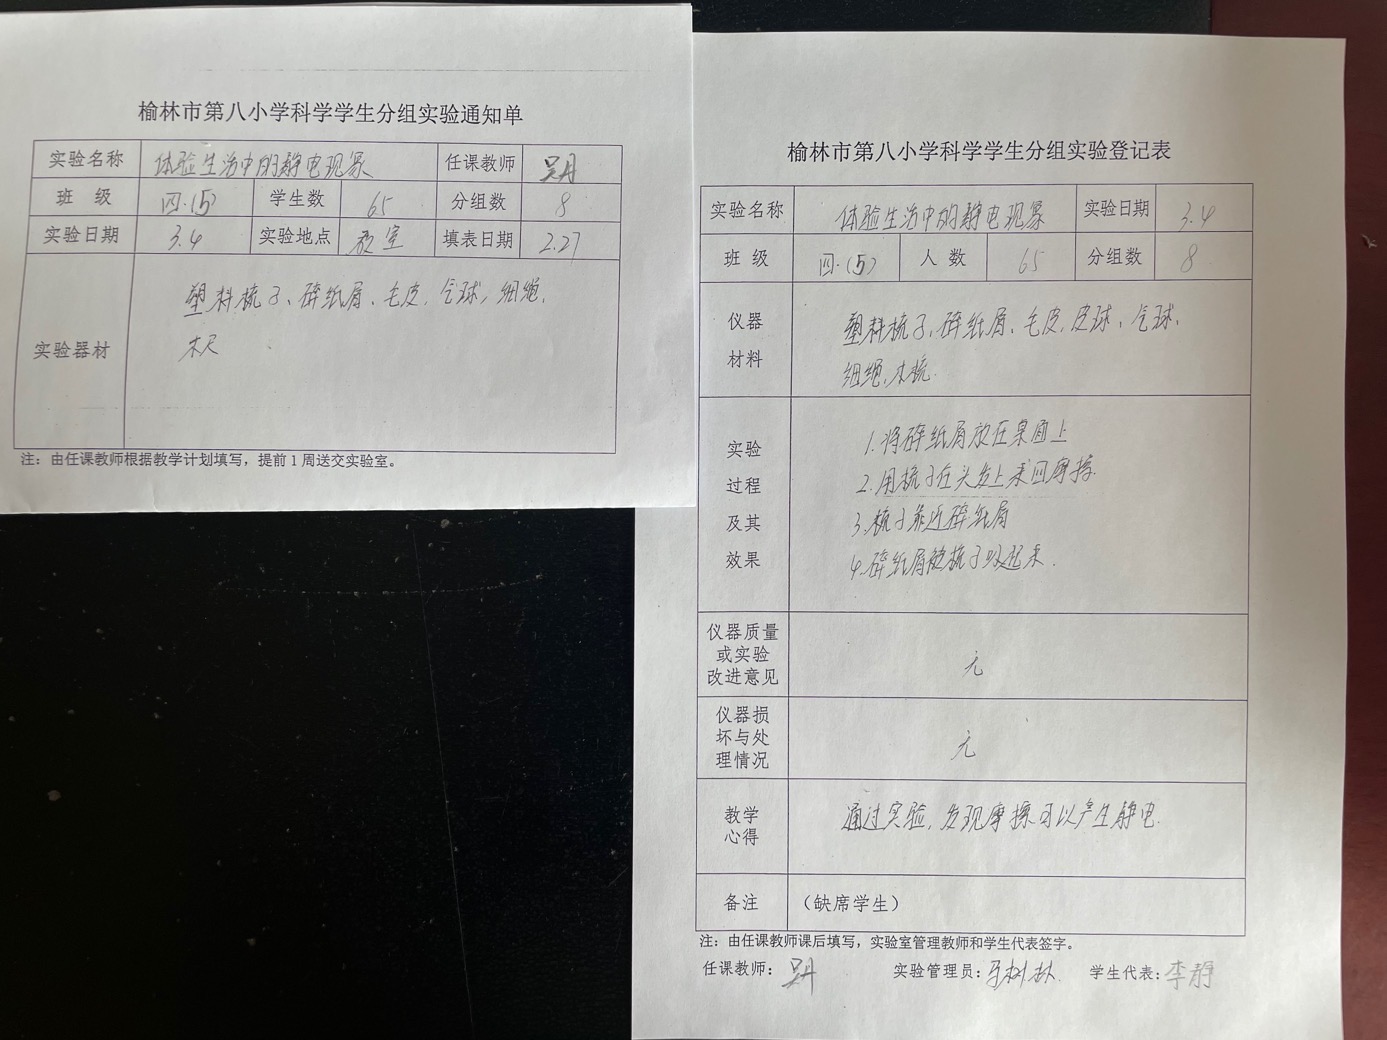 榆林市第八小学科学学生分组实验通知单
实验名称 体验生活中的静电现象 任课教师 吴丹
班 级 四.(5) 学生数 65 分组数 8
实验日期 3.4 实验地点 教室 填表日期 2.27
实验器材 塑料梳子、碎纸屑、毛皮、气球、细绳、
木尺
注：由任课教师根据教学计划填写，提前1周送交实验室。
榆林市第八小学科学学生分组实验登记表
实验名称 体验生活中的静电现象 实验日期 3.4
班 级 四.(5) 人 数 65 分组数 8
仪器
材料
塑料梳子、碎纸屑、毛皮、皮球、气球、
细绳、木梳.
实验
过程
及其
效果
1.将碎纸屑放在桌面上
2.用梳子在头发上来回摩擦.
3.梳子靠近碎纸屑
4.碎纸屑被梳子吸起来.
仪器质量
或实验
改进意见
无
仪器损
坏与处
理情况
无
教学
心得
通过实验,发现摩擦可以产生静电.
备注 （缺席学生）
注：由任课教师课后填写，实验室管理教师和学生代表签字。
任课教师：吴丹 实验管理员：马树林 学生代表：李静